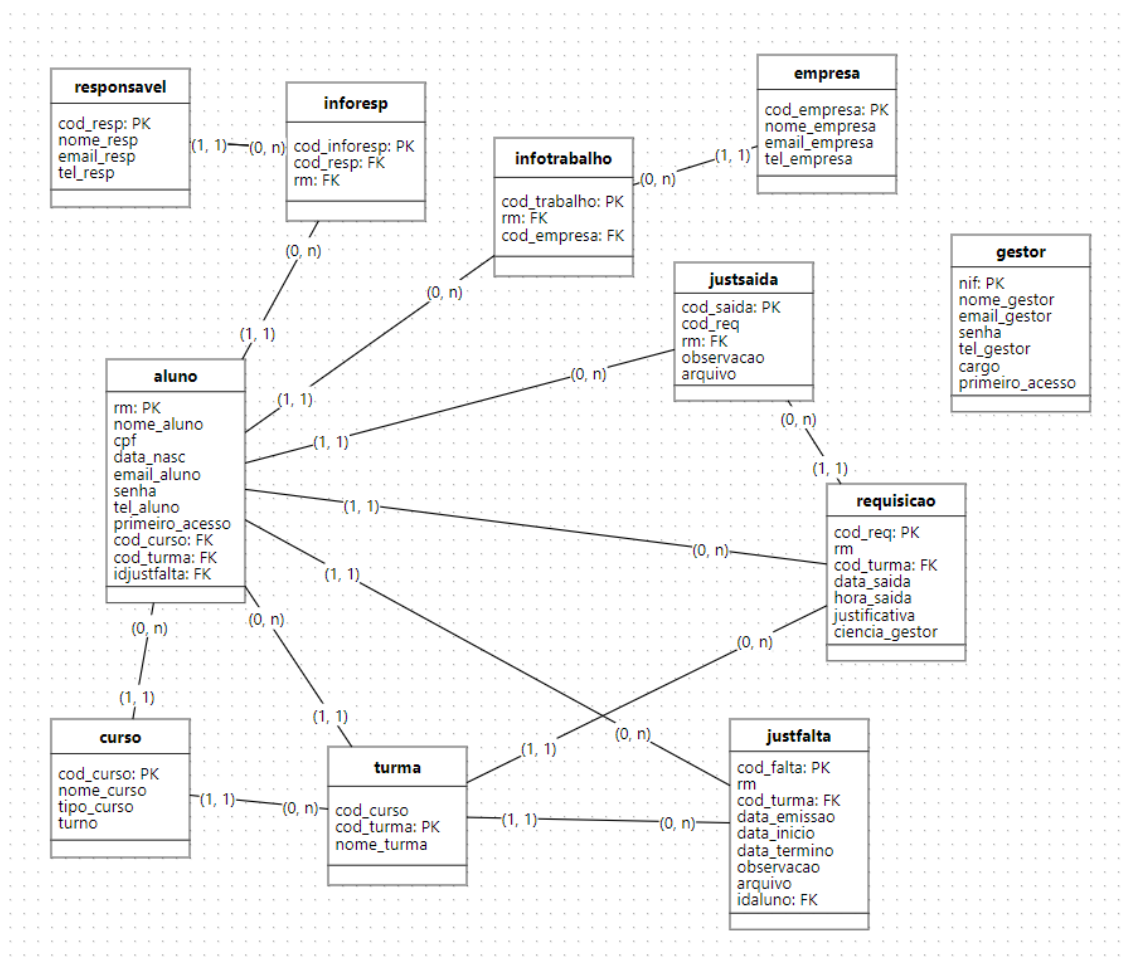 responsavel
cod_resp: PK
nome_resp
email_resp
tel_resp
(1, 1)
(0, n)
inforesp
cod_inforesp: PK
cod_resp: FK
rm: FK
(0, n)
(1, 1)
infotrabalho
cod_trabalho: PK
rm: FK
cod_empresa: FK
(0, n)
(1, 1)
empresa
cod_empresa: PK
nome_empresa
email_empresa
tel_empresa
(0, n)
(1, 1)
justsaida
cod_saida: PK
cod_req
rm: FK
observacao
arquivo
(0, n)
(1, 1)
(0, n)
(1, 1)
gestor
nif: PK
nome_gestor
email_gestor
senha
tel_gestor
cargo
primeiro_acesso
aluno
rm: PK
nome_aluno
cpf
data_nasc
email_aluno
senha
tel_aluno
primeiro_acesso
cod_curso: FK
cod_turma: FK
idjustfalta: FK
(1, 1)
(0, n)
requisicao
cod_req: PK
rm
cod_turma: FK
data_saida
hora_saida
justificativa
ciencia_gestor
(1, 1)
(0, n)
(0, n)
(1, 1)
(0, n)
(1, 1)
(0, n)
(1, 1)
curso
cod_curso: PK
nome_curso
tipo_curso
turno
(1, 1)
(0, n)
turma
cod_curso
cod_turma: PK
nome_turma
(1, 1)
(0, n)
justfalta
cod_falta: PK
rm
cod_turma: FK
data_emissao
data_inicio
data_termino
observacao
arquivo
idaluno: FK